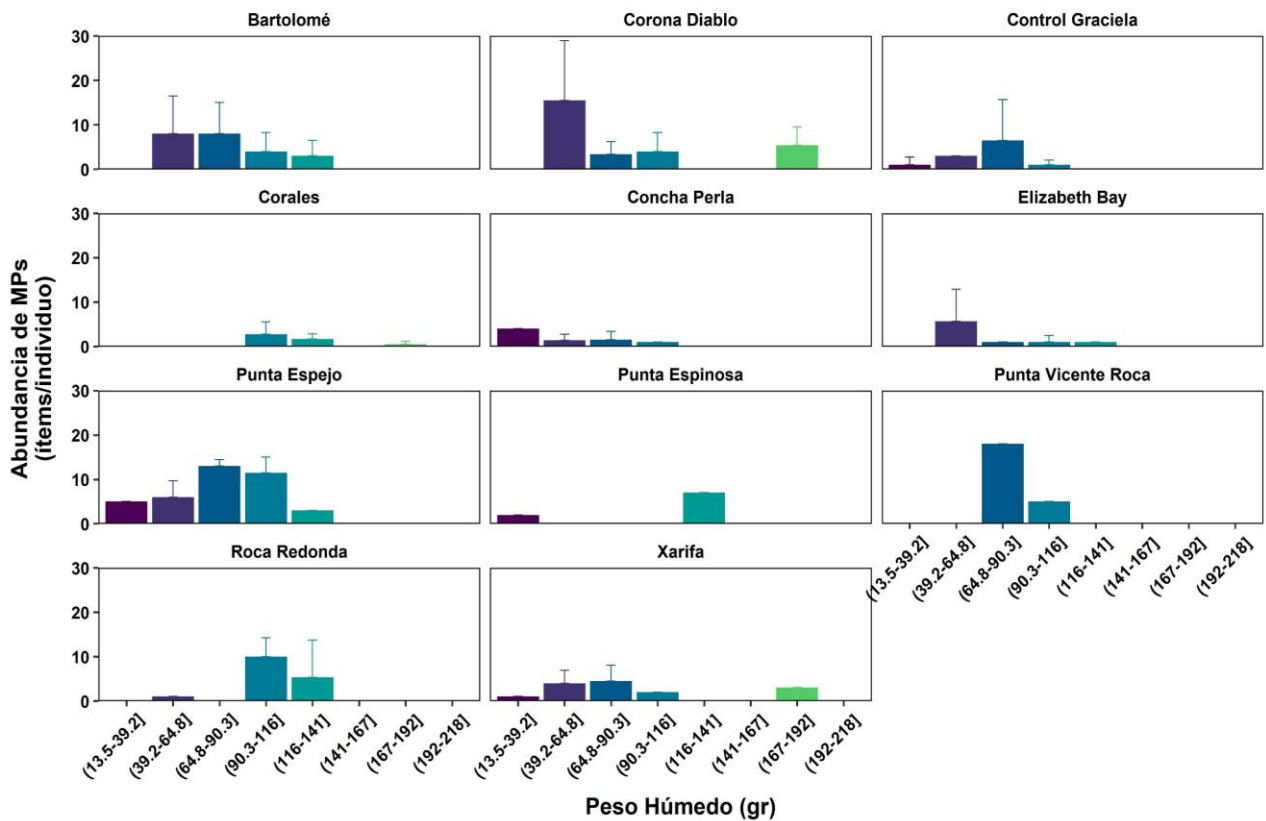 Bartolomé
Corona Diablo
Control Graciela
30
20
10
0
Corales
Concha Perla
Elizabeth Bay
30
20
10
0
Punta Espejo
Punta Espinosa
Punta Vicente Roca
30
20
10
0
Roca Redonda
Xarifa
30
20
10
0
(13.5-39.2]
(39.2-64.8]
(64.8-90.3]
(90.3-116]
(116-141]
(141-167]
(167-192]
(192-218]
(13.5-39.2]
(39.2-64.8]
(64.8-90.3]
(90.3-116]
(116-141]
(141-167]
(167-192]
(192-218]
(13.5-39.2]
(39.2-64.8]
(64.8-90.3]
(90.3-116]
(116-141]
(141-167]
(167-192]
(192-218]
Abundancia de MPs
(ítems/individuo)
Peso Húmedo (gr)